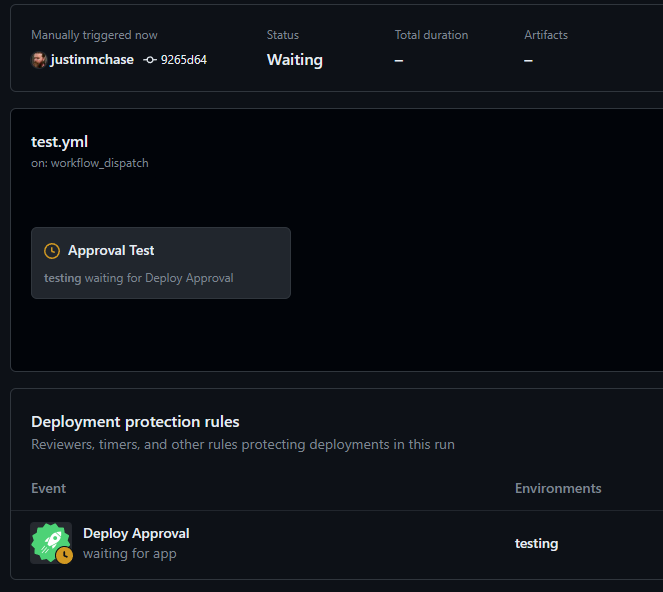 Manually triggered now
Status
Total duration
Artifacts
justinmchase 9265d64
Waiting
–
–
test.yml
on: workflow_dispatch
Approval Test
testing waiting for Deploy Approval
Deployment protection rules
Reviewers, timers, and other rules protecting deployments in this run
Event
Environments
Deploy Approval
waiting for app
testing